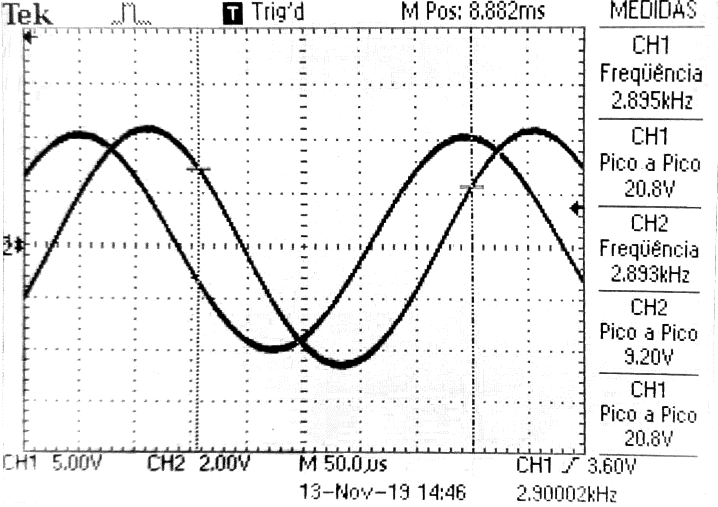 Tek T Trig'd M Pos: 8.882ms MEDIDAS
CH1
Freqüência
2.895kHz
CH1
Pico a Pico
20.8V
CH2
Freqüência
2.893kHz
CH2
Pico a Pico
9.20V
CH1
Pico a Pico
20.8V
2
CH1 5.00V CH2 2.00V M 50.0µs CH1 3.60V
13-Nov-19 14:46 2.90002kHz